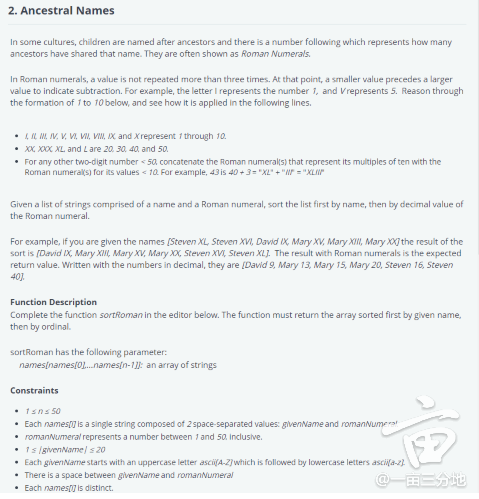 2. Ancestral Names
In some cultures, children are named after ancestors and there is a number following which represents how many
ancestors have shared that name. They are often shown as Roman Numerals.
In Roman numerals, a value is not repeated more than three times. At that point, a smaller value precedes a larger
value to indicate subtraction. For example, the letter I represents the number 1, and V represents 5. Reason through
the formation of 1 to 10 below, and see how it is applied in the following lines.
• I, II, III, IV, V, VI, VII, VIII, IX, and X represent 1 through 10.
• XX, XXX, XL, and L are 20, 30, 40, and 50.
• For any other two-digit number < 50, concatenate the Roman numeral(s) that represent its multiples of ten with the
Roman numeral(s) for its values < 10. For example, 43 is 40 + 3 = "XL" + "III" = "XLIII"
Given a list of strings comprised of a name and a Roman numeral, sort the list first by name, then by decimal value of
the Roman numeral.
For example, if you are given the names [Steven XL, Steven XVI, David IX, Mary XV, Mary XIII, Mary XX] the result of the
sort is [David IX, Mary XIII, Mary XV, Mary XX, Steven XVI, Steven XL]. The result with Roman numerals is the expected
return value. Written with the numbers in decimal, they are [David 9, Mary 13, Mary 15, Mary 20, Steven 16, Steven
40].
Function Description
Complete the function sortRoman in the editor below. The function must return the array sorted first by given name,
then by ordinal.
sortRoman has the following parameter:
names[names[0],...names[n-1]]: an array of strings
Constraints
• 1 ≤ n ≤ 50
• Each names[i] is a single string composed of 2 space-separated values: givenName and romanNumeral
• romanNumeral represents a number between 1 and 50, inclusive.
• 1 ≤ |givenName| ≤ 20
• Each givenName starts with an uppercase letter ascii[A-Z] which is followed by lowercase letters ascii[a-z].
• There is a space between givenName and romanNumeral
• Each names[i] is distinct.
@一亩三分地